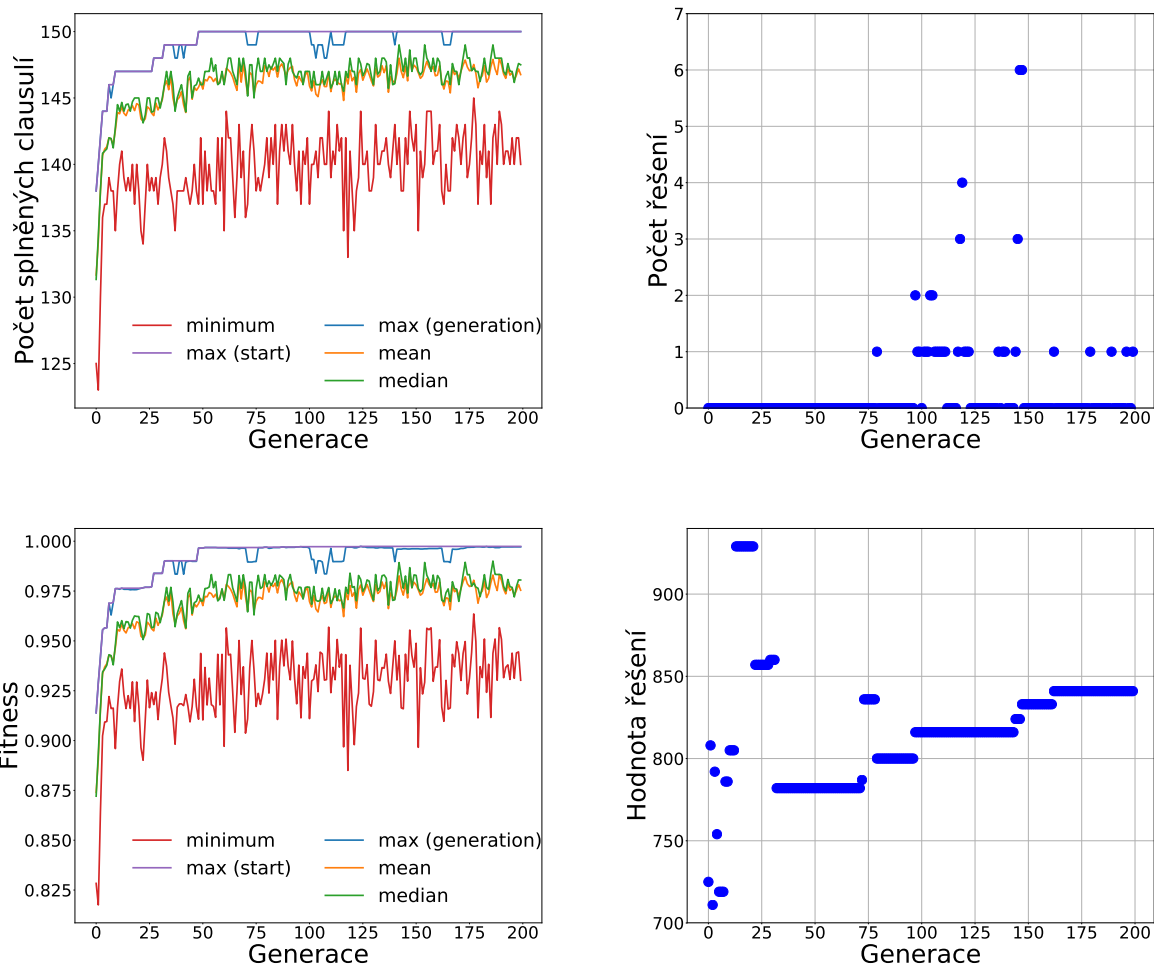 150
145
140
135
130
125
Počet splněných clausulí
minimum
max (start)
max (generation)
mean
median
0 25 50 75 100 125 150 175 200
Generace
7
6
5
4
3
2
1
0
Počet řešení
0 25 50 75 100 125 150 175 200
Generace
1.000
0.975
0.950
0.925
0.900
0.875
0.850
0.825
Fitness
minimum
max (start)
max (generation)
mean
median
0 25 50 75 100 125 150 175 200
Generace
900
850
800
750
700
Hodnota řešení
0 25 50 75 100 125 150 175 200
Generace